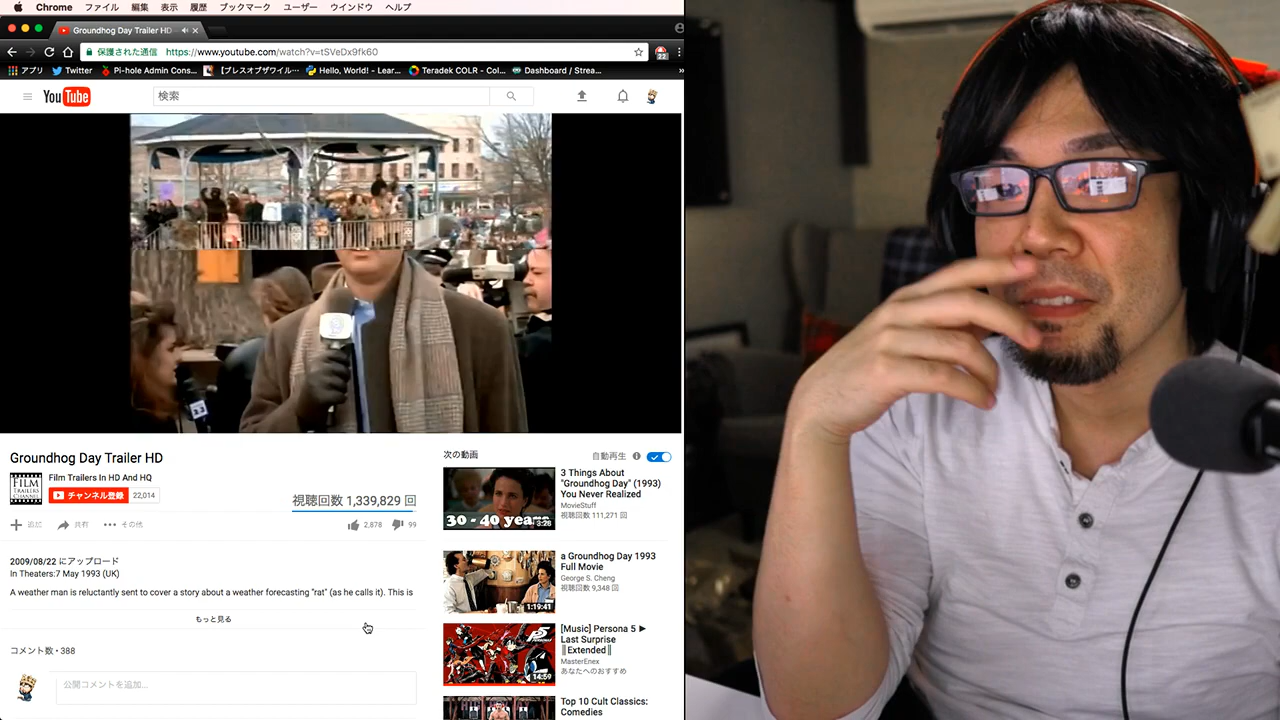 Chrome ファイル 編集 表示 履歴 ブックマーク ユーザー ウインドウ ヘルプ
Groundhog Day Trailer HD
保護された通信 https://www.youtube.com/watch?v=tSVeDx9fk60
22
アプリ Twitter Pi-hole Admin Cons... 【ブレスオブザワイル… Hello, World! - Lear... Teradek COLR - Col... Dashboard / Strea... »
YouTube
検索
Groundhog Day Trailer HD
FILM TRAILERS CHANNEL
Film Trailers In HD And HQ
チャンネル登録 22,014
視聴回数 1,339,829 回
追加 共有 その他 2,878 99
2009/08/22 にアップロード
In Theaters:7 May 1993 (UK)
A weather man is reluctantly sent to cover a story about a weather forecasting "rat" (as he calls it). This is
もっと見る
コメント数・388
公開コメントを追加...
次の動画 自動再生
30 - 40 years
3:28
3 Things About
"Groundhog Day" (1993)
You Never Realized
MovieStuff
視聴回数 111,271 回
1:19:41
a Groundhog Day 1993
Full Movie
George S. Cheng
視聴回数 9,348 回
14:59
[Music] Persona 5 ►
Last Surprise
║Extended║
MasterEnex
あなたへのおすすめ
Top 10 Cult Classics:
Comedies